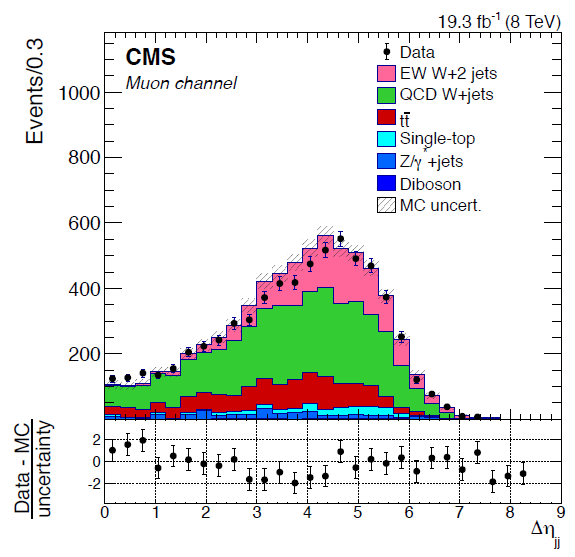 19.3 fb⁻¹ (8 TeV)
Events/0.3
CMS
Muon channel
Data
EW W+2 jets
QCD W+jets
tt̅
Single-top
Z/γ*+jets
Diboson
MC uncert.
1000
800
600
400
200
Data - MC
uncertainty
2
0
-2
0 1 2 3 4 5 6 7 8 9
Δηjj